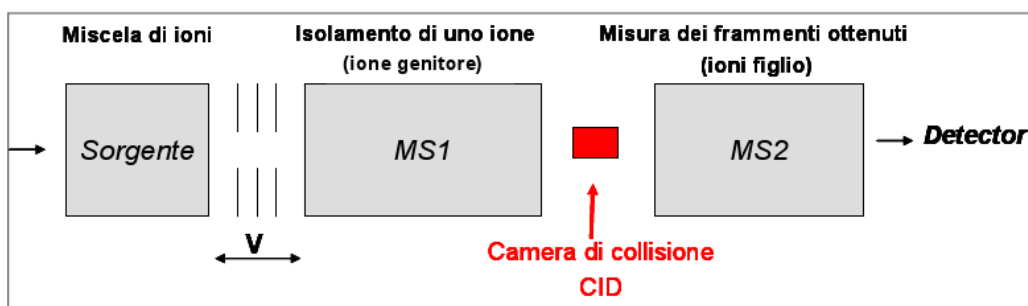 Miscela di ioni
Isolamento di uno ione
(ione genitore)
Misura dei frammenti ottenuti
(ioni figlio)
Sorgente
MS1
MS2
Detector
V
Camera di collisione
CID